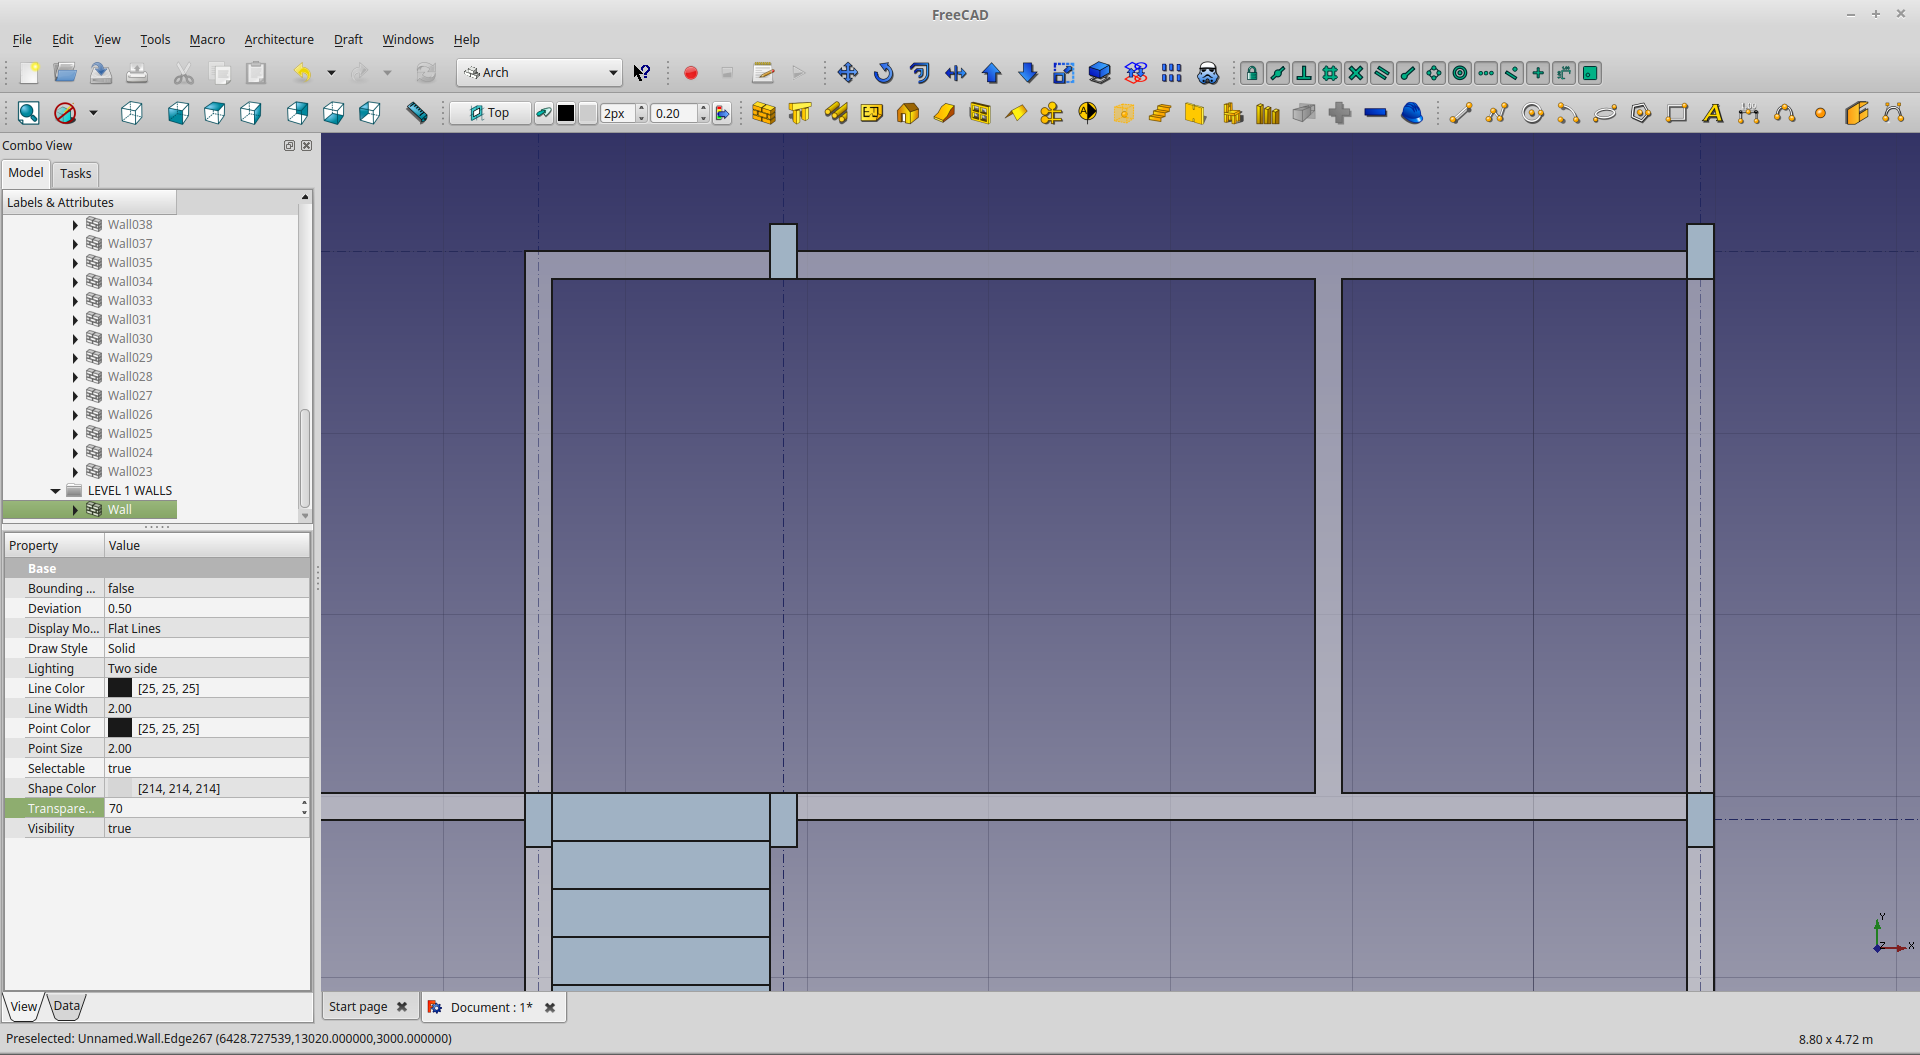 FreeCAD
File Edit View Tools Macro Architecture Draft Windows Help
Arch
Top 2px 0.20
Combo View
Model Tasks
Labels & Attributes
Wall038
Wall037
Wall035
Wall034
Wall033
Wall031
Wall030
Wall029
Wall028
Wall027
Wall026
Wall025
Wall024
Wall023
LEVEL 1 WALLS
Wall
Property Value
Base
Bounding ... false
Deviation 0.50
Display Mo... Flat Lines
Draw Style Solid
Lighting Two side
Line Color [25, 25, 25]
Line Width 2.00
Point Color [25, 25, 25]
Point Size 2.00
Selectable true
Shape Color [214, 214, 214]
Transpare... 70
Visibility true
Y
Z X
View Data
Start page Document : 1*
Preselected: Unnamed.Wall.Edge267 (6428.727539,13020.000000,3000.000000)
8.80 x 4.72 m